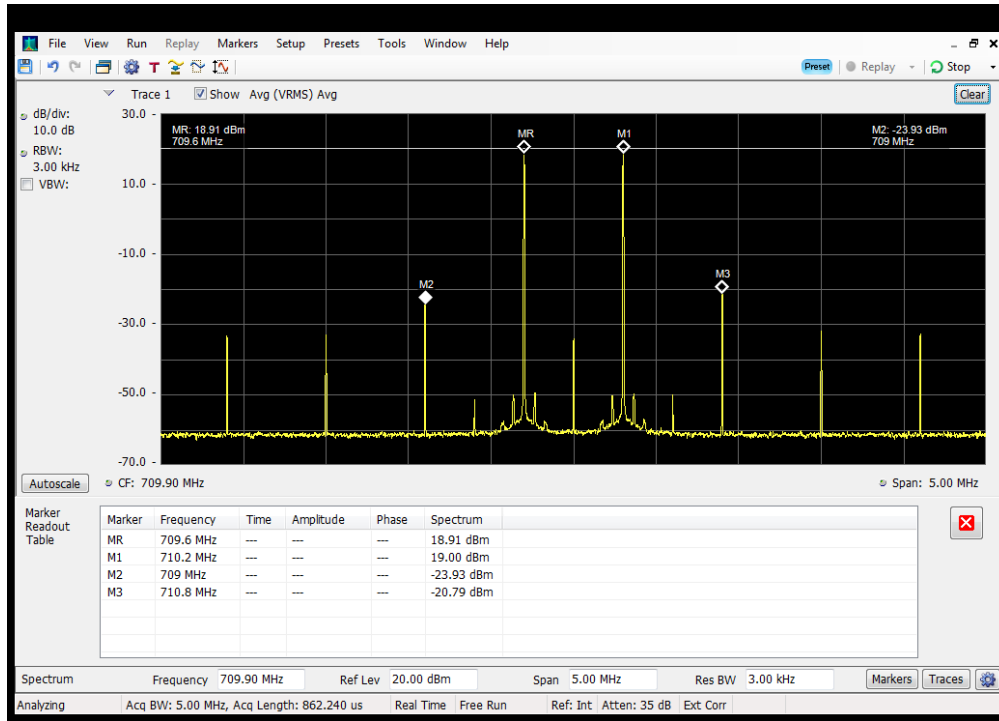 File View Run Replay Markers Setup Presets Tools Window Help
Preset Replay Stop
Trace 1 Show Avg (VRMS) Avg Clear
dB/div:
10.0 dB
RBW:
3.00 kHz
VBW:
30.0
10.0
-10.0
-30.0
-50.0
-70.0
MR: 18.91 dBm
709.6 MHz
MR
M1
M2: -23.93 dBm
709 MHz
M2
M3
Autoscale CF: 709.90 MHz Span: 5.00 MHz
Marker
Readout
Table
Marker Frequency Time Amplitude Phase Spectrum
MR 709.6 MHz --- --- --- 18.91 dBm
M1 710.2 MHz --- --- --- 19.00 dBm
M2 709 MHz --- --- --- -23.93 dBm
M3 710.8 MHz --- --- --- -20.79 dBm
Spectrum Frequency 709.90 MHz Ref Lev 20.00 dBm Span 5.00 MHz Res BW 3.00 kHz Markers Traces
Analyzing Acq BW: 5.00 MHz, Acq Length: 862.240 us Real Time Free Run Ref: Int Atten: 35 dB Ext Corr